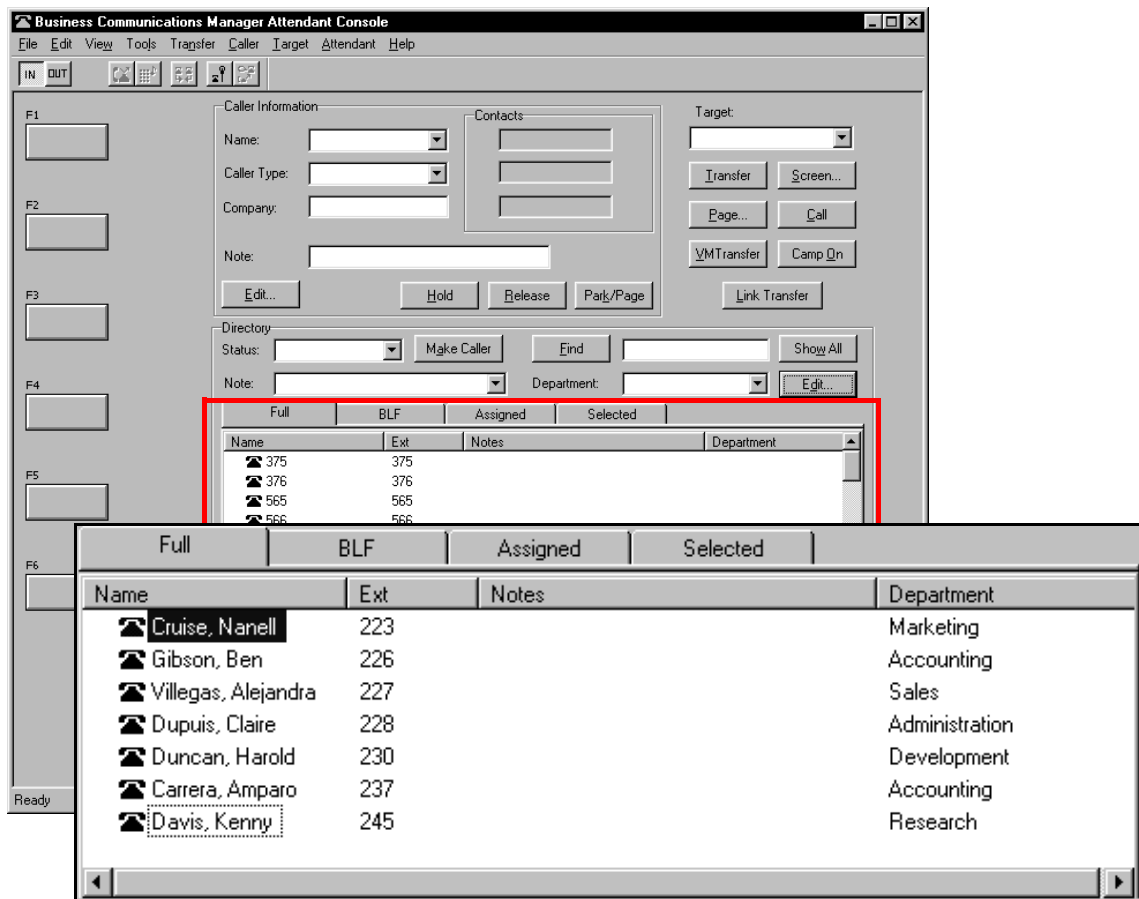 Business Communications Manager Attendant Console
File Edit View Tools Transfer Caller Target Attendant Help
IN OUT
F1
F2
F3
F4
F5
F6
Caller Information
Name:
Caller Type:
Company:
Note:
Contacts
Edit... Hold Release Park/Page
Target:
Transfer Screen...
Page... Call
VMTransfer Camp On
Link Transfer
Directory
Status: Make Caller Find Show All
Note: Department: Edit...
Full BLF Assigned Selected
Name Ext Notes Department
375 375
376 376
565 565
566 566
Ready
Full BLF Assigned Selected
Name Ext Notes Department
Cruise, Nanell 223 Marketing
Gibson, Ben 226 Accounting
Villegas, Alejandra 227 Sales
Dupuis, Claire 228 Administration
Duncan, Harold 230 Development
Carrera, Amparo 237 Accounting
Davis, Kenny 245 Research